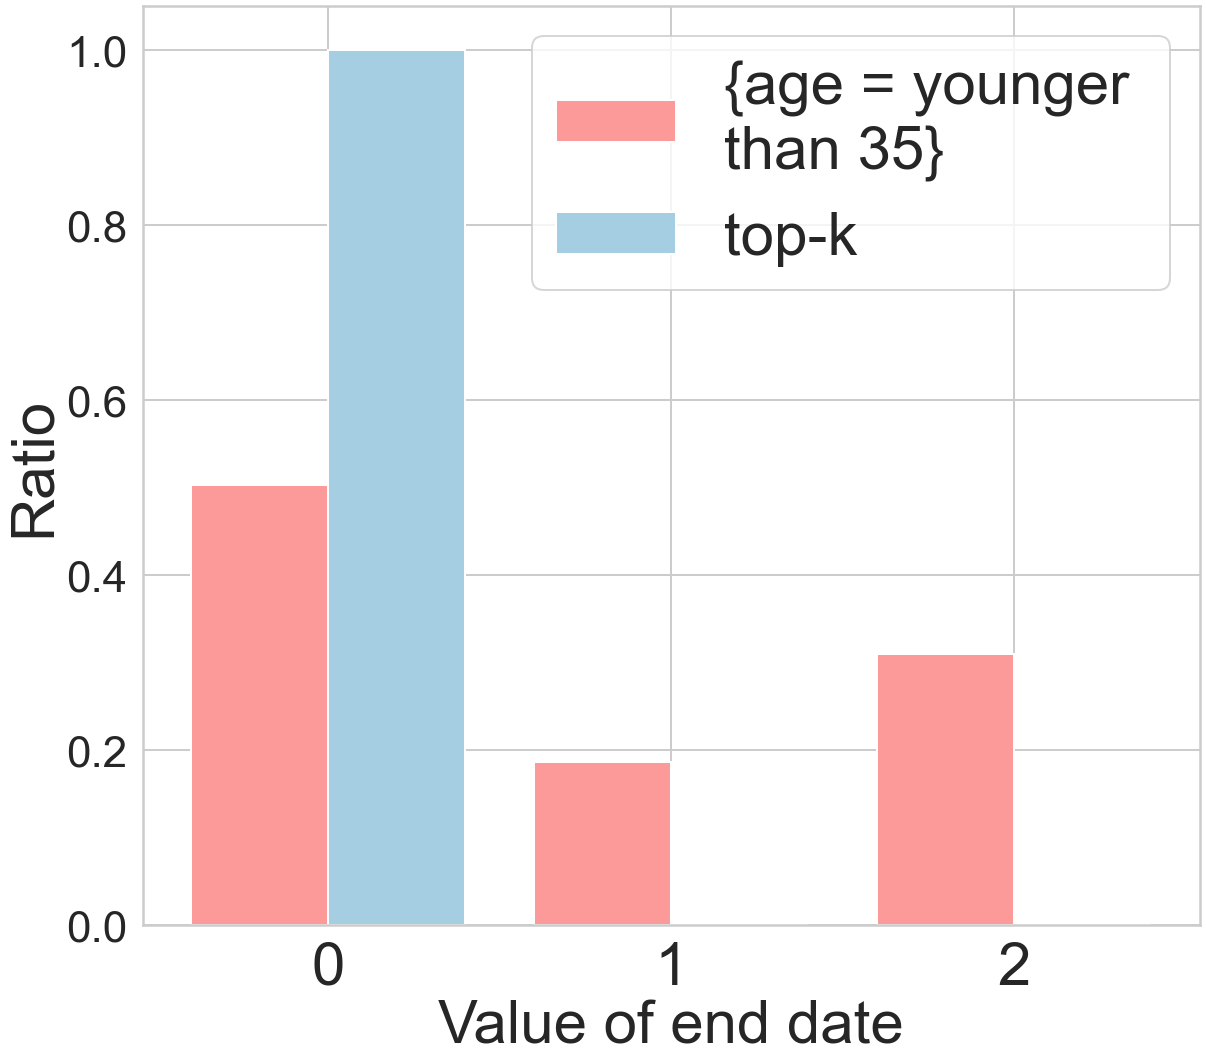 1.0
0.8
0.6
0.4
0.2
0.0
Ratio
{age = younger
than 35}
top-k
0 1 2
Value of end date